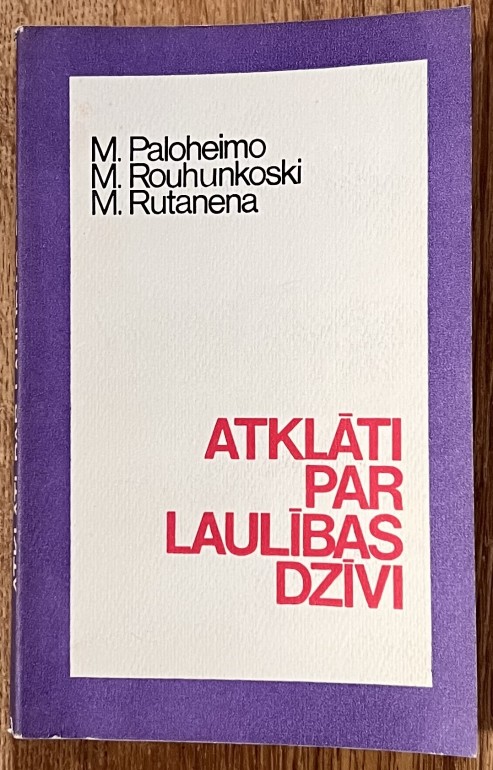 M. Paloheimo
M. Rouhunkoski
M. Rutanena
ATKLĀTI
PAR
LAULĪBAS
DZĪVI